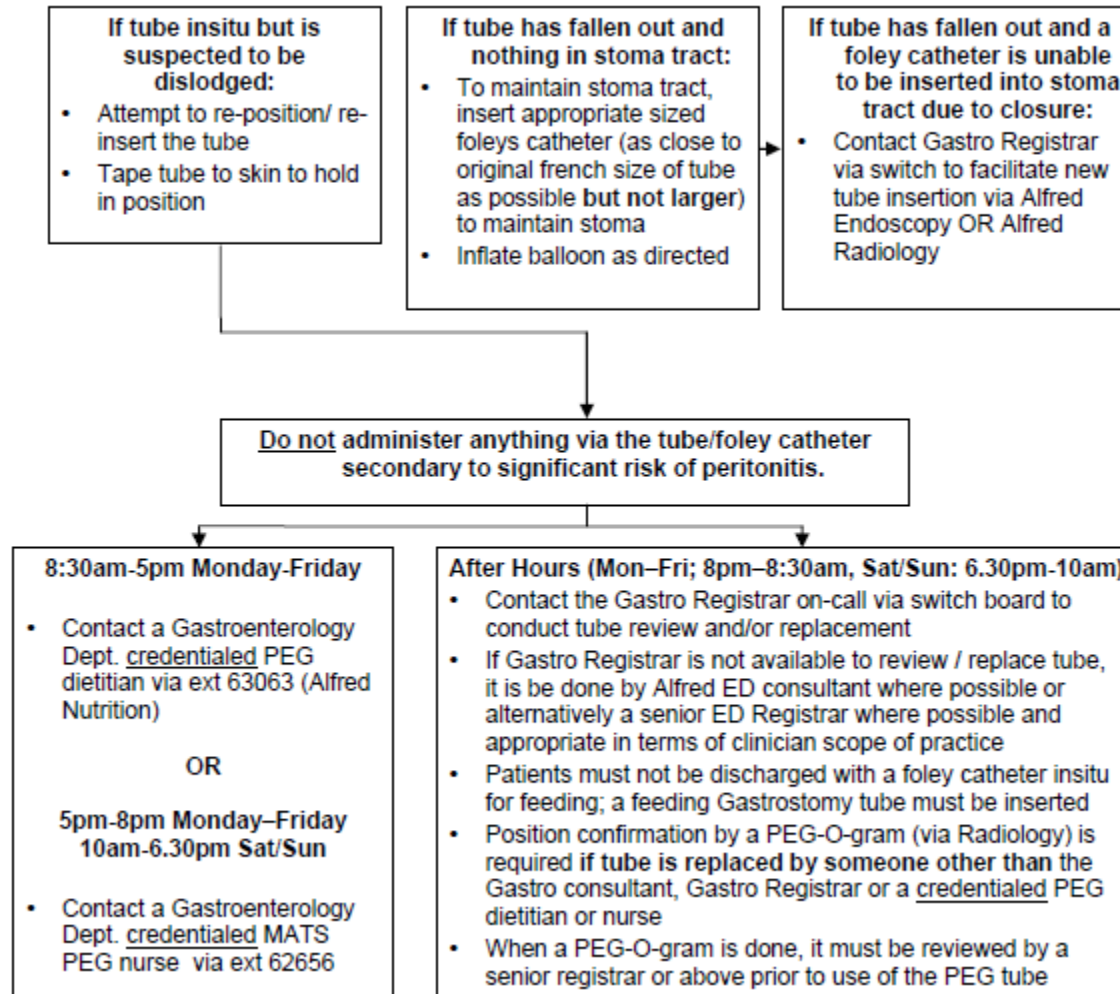 If tube insitu but is
suspected to be
dislodged:
• Attempt to re-position/ re-
insert the tube
• Tape tube to skin to hold
in position
If tube has fallen out and
nothing in stoma tract:
• To maintain stoma tract,
insert appropriate sized
foleys catheter (as close to
original french size of tube
as possible but not larger)
to maintain stoma
• Inflate balloon as directed
If tube has fallen out and a
foley catheter is unable
to be inserted into stoma
tract due to closure:
• Contact Gastro Registrar
via switch to facilitate new
tube insertion via Alfred
Endoscopy OR Alfred
Radiology
Do not administer anything via the tube/foley catheter
secondary to significant risk of peritonitis.
8:30am-5pm Monday-Friday
• Contact a Gastroenterology
Dept. credentialed PEG
dietitian via ext 63063 (Alfred
Nutrition)
OR
5pm-8pm Monday–Friday
10am-6.30pm Sat/Sun
• Contact a Gastroenterology
Dept. credentialed MATS
PEG nurse via ext 62656
After Hours (Mon–Fri; 8pm–8:30am, Sat/Sun: 6.30pm-10am)
• Contact the Gastro Registrar on-call via switch board to
conduct tube review and/or replacement
• If Gastro Registrar is not available to review / replace tube,
it is be done by Alfred ED consultant where possible or
alternatively a senior ED Registrar where possible and
appropriate in terms of clinician scope of practice
• Patients must not be discharged with a foley catheter insitu
for feeding; a feeding Gastrostomy tube must be inserted
• Position confirmation by a PEG-O-gram (via Radiology) is
required if tube is replaced by someone other than the
Gastro consultant, Gastro Registrar or a credentialed PEG
dietitian or nurse
• When a PEG-O-gram is done, it must be reviewed by a
senior registrar or above prior to use of the PEG tube